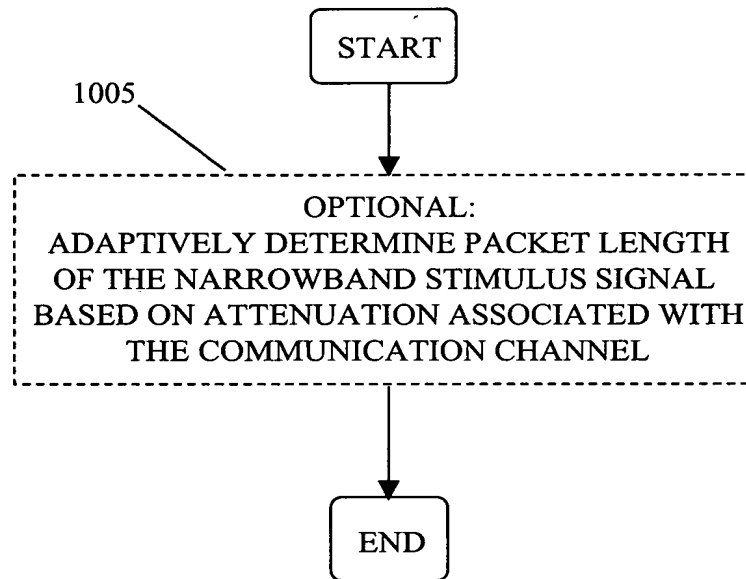 START
1005
OPTIONAL:
ADAPTIVELY DETERMINE PACKET LENGTH
OF THE NARROWBAND STIMULUS SIGNAL
BASED ON ATTENUATION ASSOCIATED WITH
THE COMMUNICATION CHANNEL
END